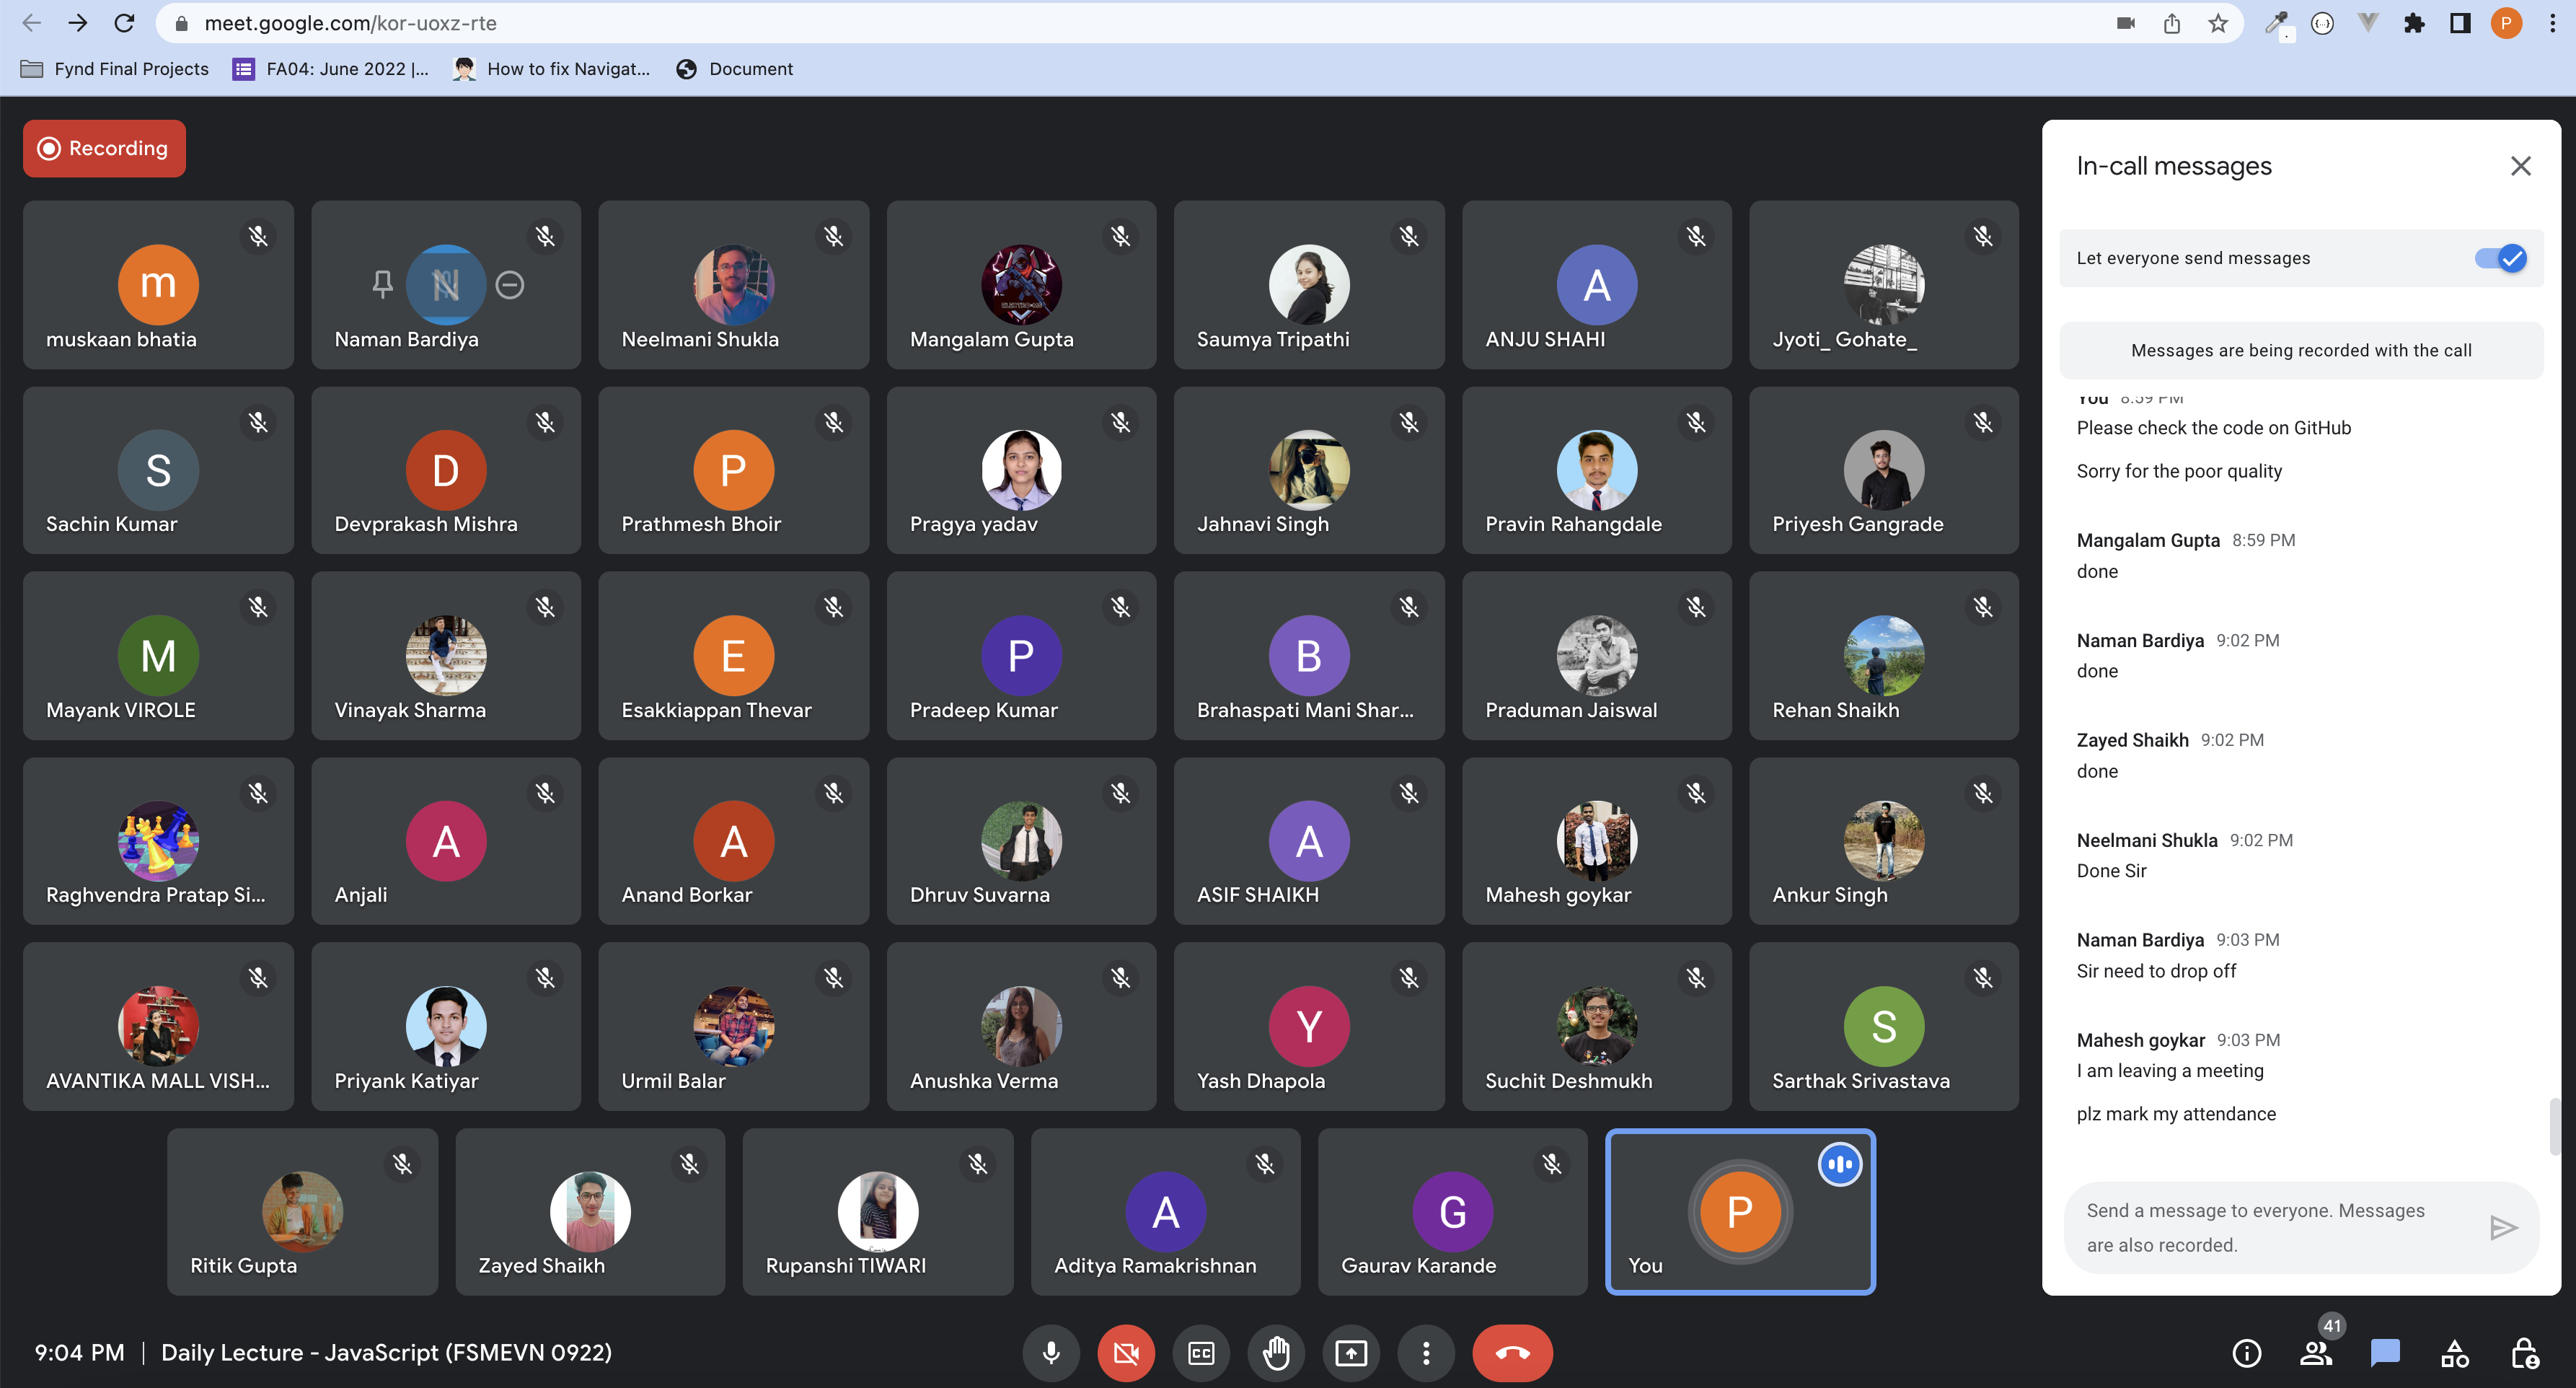 meet.google.com/kor-uoxz-rte
P
Fynd Final Projects
FA04: June 2022 |...
How to fix Navigat...
Document
Recording
m
muskaan bhatia
N
Naman Bardiya
Neelmani Shukla
Mangalam Gupta
Saumya Tripathi
A
ANJU SHAHI
Jyoti_ Gohate_
S
Sachin Kumar
D
Devprakash Mishra
P
Prathmesh Bhoir
Pragya yadav
Jahnavi Singh
Pravin Rahangdale
Priyesh Gangrade
M
Mayank VIROLE
Vinayak Sharma
E
Esakkiappan Thevar
P
Pradeep Kumar
B
Brahaspati Mani Shar...
Praduman Jaiswal
Rehan Shaikh
Raghvendra Pratap Si...
A
Anjali
A
Anand Borkar
Dhruv Suvarna
A
ASIF SHAIKH
Mahesh goykar
Ankur Singh
AVANTIKA MALL VISH...
Priyank Katiyar
Urmil Balar
Anushka Verma
Y
Yash Dhapola
Suchit Deshmukh
S
Sarthak Srivastava
Ritik Gupta
Zayed Shaikh
Rupanshi TIWARI
A
Aditya Ramakrishnan
G
Gaurav Karande
P
You
In-call messages
Let everyone send messages
Messages are being recorded with the call
You 8:59 PM
Please check the code on GitHub
Sorry for the poor quality
Mangalam Gupta 8:59 PM
done
Naman Bardiya 9:02 PM
done
Zayed Shaikh 9:02 PM
done
Neelmani Shukla 9:02 PM
Done Sir
Naman Bardiya 9:03 PM
Sir need to drop off
Mahesh goykar 9:03 PM
I am leaving a meeting
plz mark my attendance
Send a message to everyone. Messages
are also recorded.
9:04 PM | Daily Lecture - JavaScript (FSMEVN 0922)
CC
41